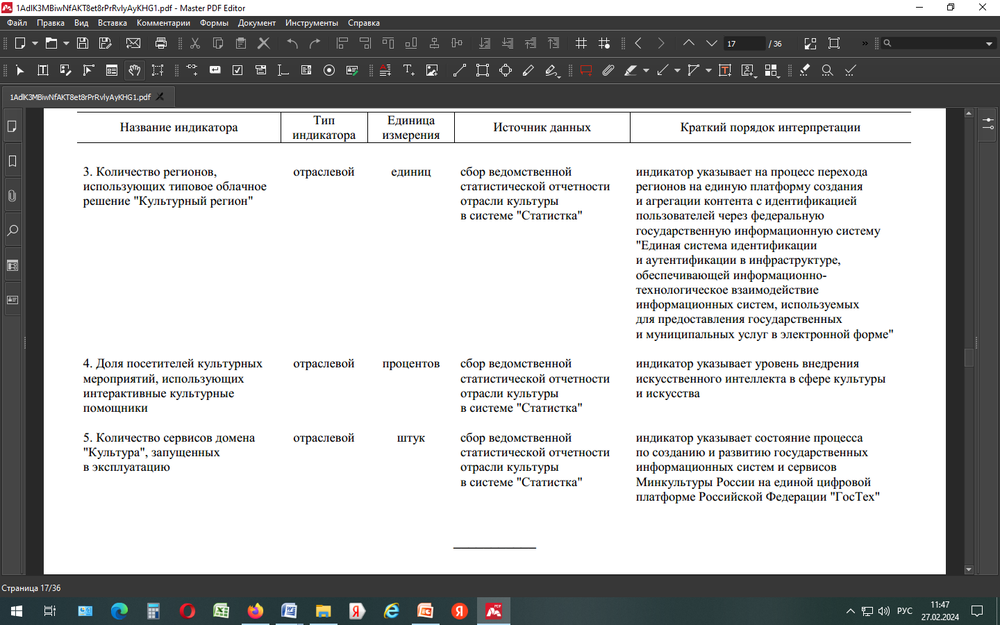 1AdlK3MBiwNfAKT8et8rPrRvlyAyKHG1.pdf - Master PDF Editor
Файл Правка Вид Вставка Комментарии Формы Документ Инструменты Справка
17 / 36
1AdlK3MBiwNfAKT8et8rPrRvlyAyKHG1.pdf
Название индикатора
Тип
индикатора
Единица
измерения
Источник данных
Краткий порядок интерпретации
3. Количество регионов,
использующих типовое облачное
решение "Культурный регион"
отраслевой
единиц
сбор ведомственной
статистической отчетности
отрасли культуры
в системе "Статистка"
индикатор указывает на процесс перехода
регионов на единую платформу создания
и агрегации контента с идентификацией
пользователей через федеральную
государственную информационную систему
"Единая система идентификации
и аутентификации в инфраструктуре,
обеспечивающей информационно-
технологическое взаимодействие
информационных систем, используемых
для предоставления государственных
и муниципальных услуг в электронной форме"
4. Доля посетителей культурных
мероприятий, использующих
интерактивные культурные
помощники
отраслевой
процентов
сбор ведомственной
статистической отчетности
отрасли культуры
в системе "Статистка"
индикатор указывает уровень внедрения
искусственного интеллекта в сфере культуры
и искусства
5. Количество сервисов домена
"Культура", запущенных
в эксплуатацию
отраслевой
штук
сбор ведомственной
статистической отчетности
отрасли культуры
в системе "Статистка"
индикатор указывает состояние процесса
по созданию и развитию государственных
информационных систем и сервисов
Минкультуры России на единой цифровой
платформе Российской Федерации "ГосТех"
Страница 17/36
РУС
11:47
27.02.2024